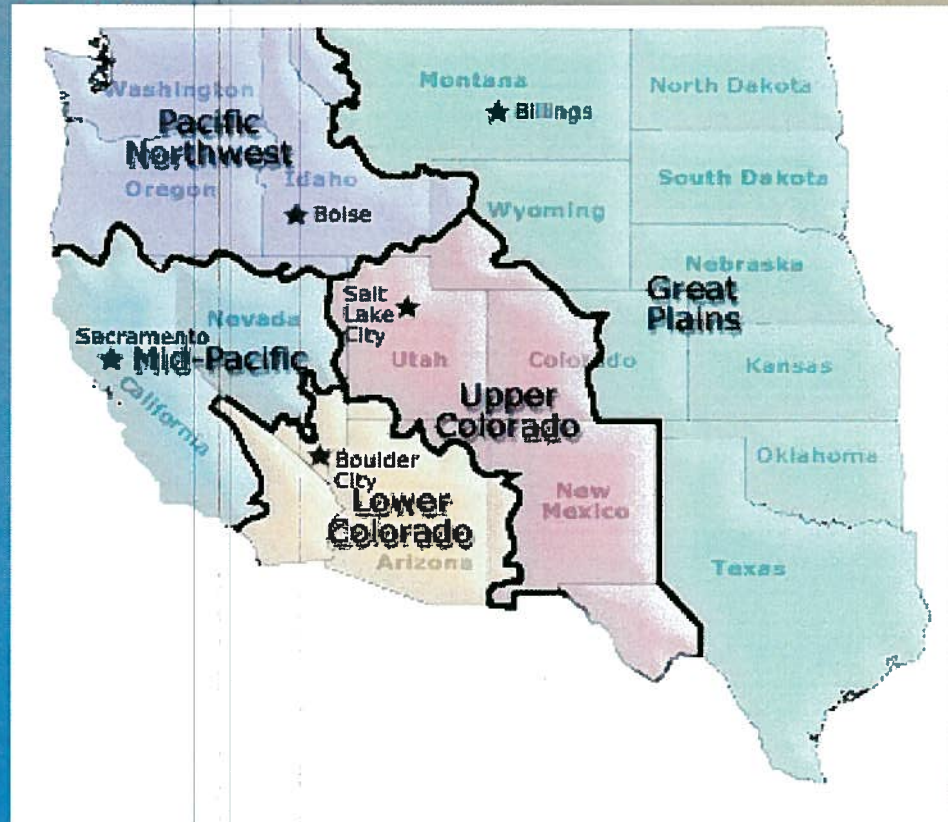 Washington
Pacific
Northwest
Oregon
Idaho
Boise
Montana
Billings
North Dakota
South Dakota
Wyoming
Nebraska
Great
Plains
Kansas
Oklahoma
Texas
Salt
Lake
City
Utah
Colorado
Upper
Colorado
New
Mexico
Nevada
Sacramento
Mid-Pacific
California
Boulder
City
Lower
Colorado
Arizona